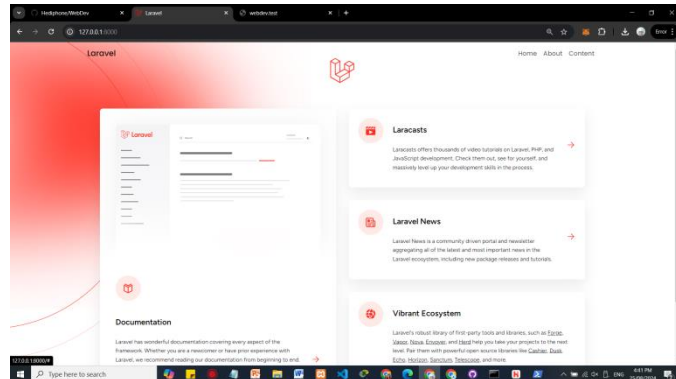 Hediphone/WebDev
Laravel
webdev.test
127.0.0.1:8000
Error
Laravel
Home About Content
Laravel
Laracasts
Laracasts offers thousands of video tutorials on Laravel, PHP, and
JavaScript development. Check them out, see for yourself, and
massively level up your development skills in the process.
Laravel News
Laravel News is a community driven portal and newsletter
aggregating all of the latest and most important news in the
Laravel ecosystem, including new package releases and tutorials.
Documentation
Laravel has wonderful documentation covering every aspect of the
framework. Whether you are a newcomer or have prior experience with
Laravel, we recommend reading our documentation from beginning to end.
Vibrant Ecosystem
Laravel's robust library of first-party tools and libraries, such as Forge,
Vapor, Nova, Envoyer, and Herd help you take your projects to the next
level. Pair them with powerful open source libraries like Cashier, Dusk,
Echo, Horizon, Sanctum, Telescope, and more.
127.0.0.1:8000/#
Type here to search
ENG
4:41 PM